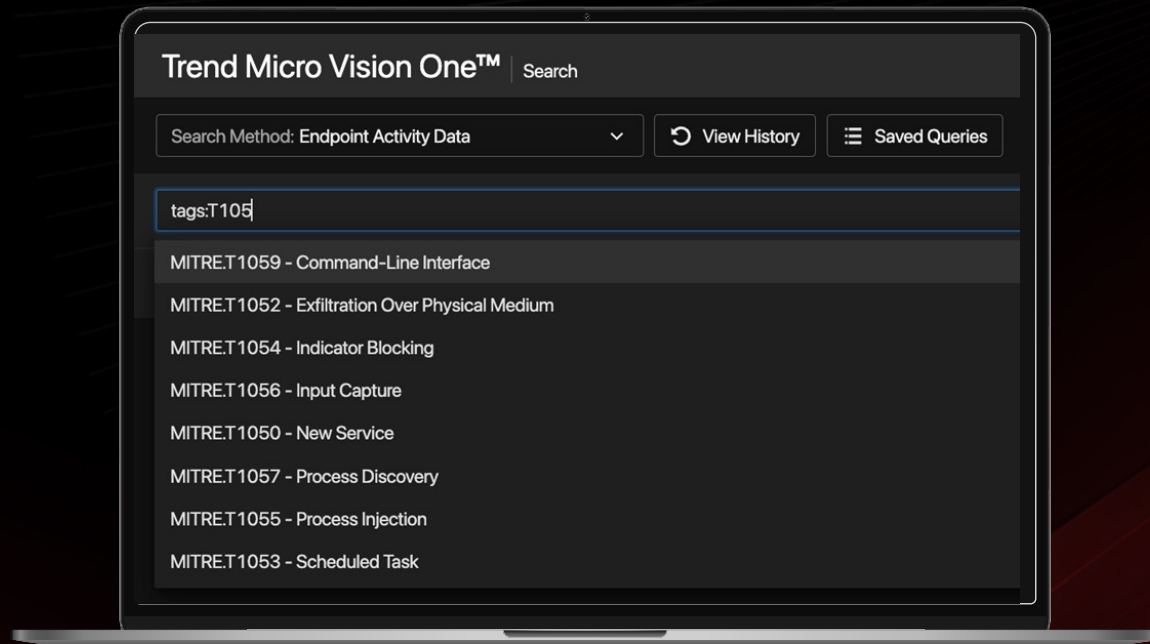 Trend Micro Vision One™ | Search
Search Method: Endpoint Activity Data
View History
Saved Queries
tags:T105
MITRE.T1059 - Command-Line Interface
MITRE.T1052 - Exfiltration Over Physical Medium
MITRE.T1054 - Indicator Blocking
MITRE.T1056 - Input Capture
MITRE.T1050 - New Service
MITRE.T1057 - Process Discovery
MITRE.T1055 - Process Injection
MITRE.T1053 - Scheduled Task